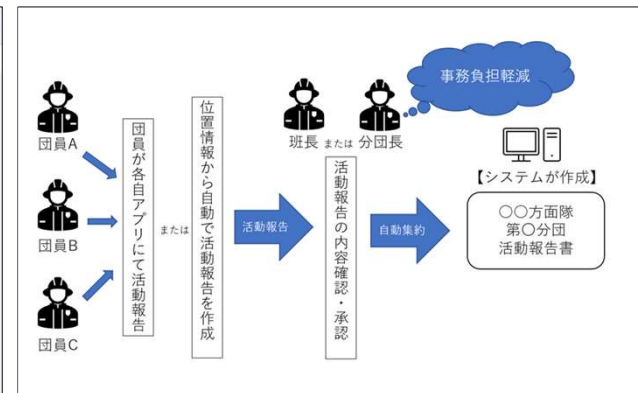 団員A
団員B
団員C
団員が各自アプリにて活動報告
または
位置情報から自動で活動報告を作成
活動報告
班長 または 分団長
活動報告の内容確認・承認
事務負担軽減
自動集約
【システムが作成】
〇〇方面隊
第〇分団
活動報告書